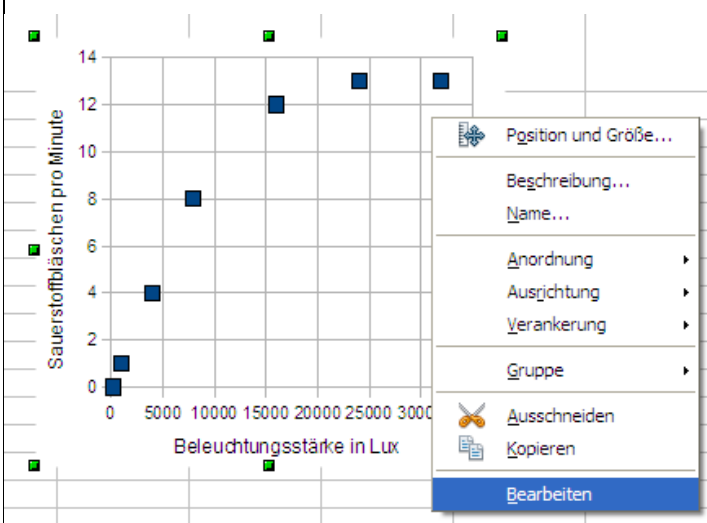 14
12
10
8
6
4
2
0
Sauerstoffbläschen pro Minute
0 5000 10000 15000 20000 25000 3000
Beleuchtungsstärke in Lux
Position und Größe...
Beschreibung...
Name...
Anordnung
Ausrichtung
Verankerung
Gruppe
Ausschneiden
Kopieren
Bearbeiten